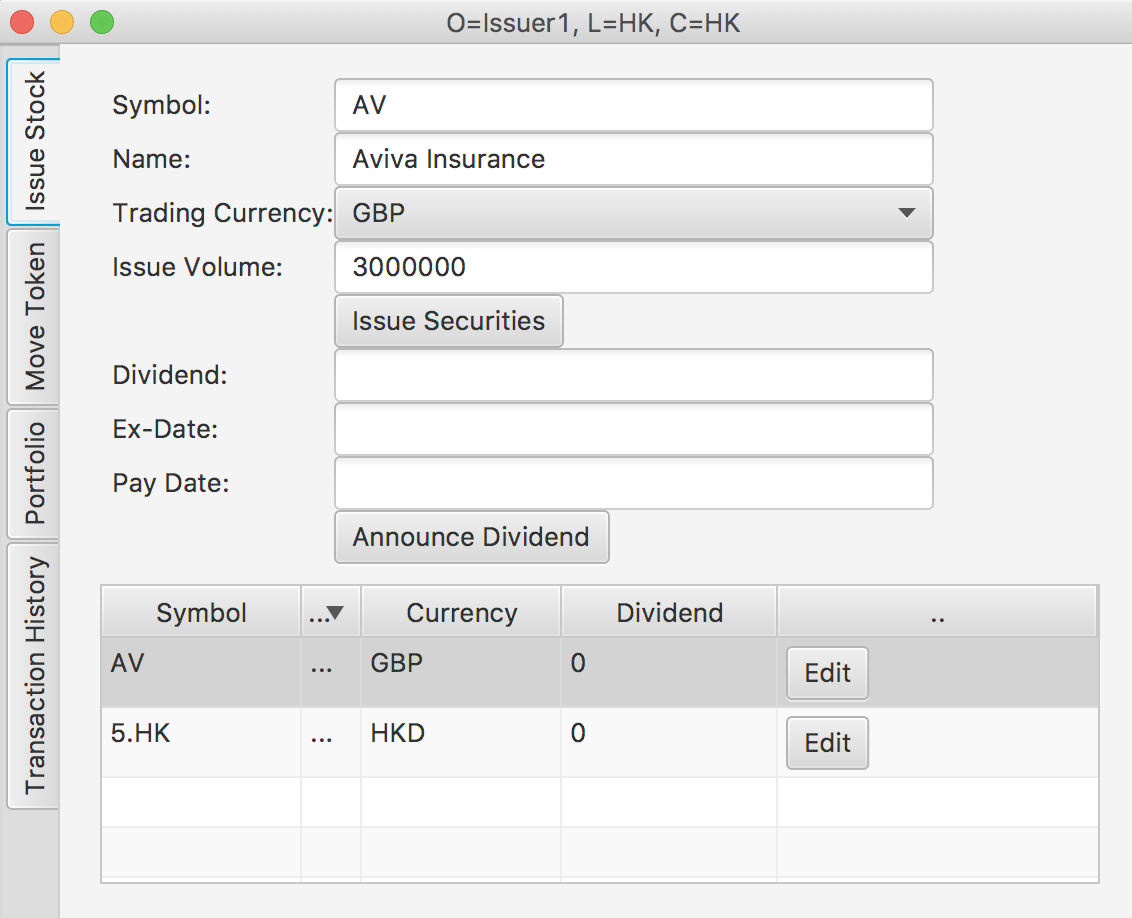 O=Issuer1, L=HK, C=HK
Issue Stock
Move Token
Portfolio
Transaction History
Symbol: AV
Name: Aviva Insurance
Trading Currency: GBP
Issue Volume: 3000000
Issue Securities
Dividend:
Ex-Date:
Pay Date:
Announce Dividend
Symbol ... Currency Dividend ..
AV ... GBP 0 Edit
5.HK ... HKD 0 Edit